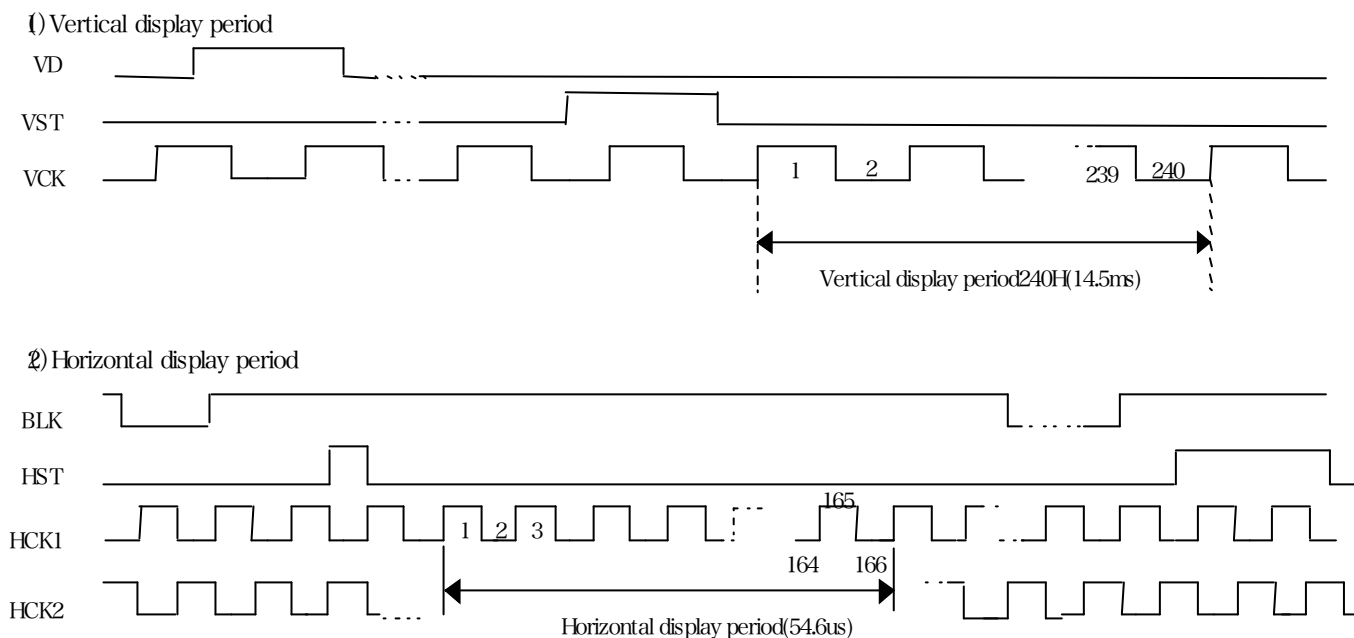 (1) Vertical display period
VD
VST
VCK
1 2 239 240
Vertical display period240H(14.5ms)
(2) Horizontal display period
BLK
HST
165
HCK1
1 2 3
164 166
HCK2
Horizontal display period(54.6us)